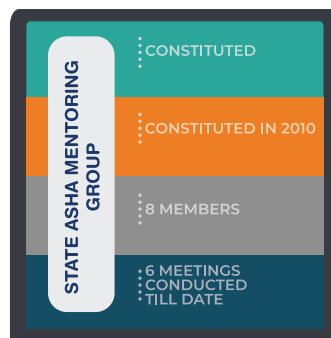 STATE ASHA MENTORING
GROUP
CONSTITUTED
CONSTITUTED IN 2010
8 MEMBERS
6 MEETINGS
CONDUCTED
TILL DATE